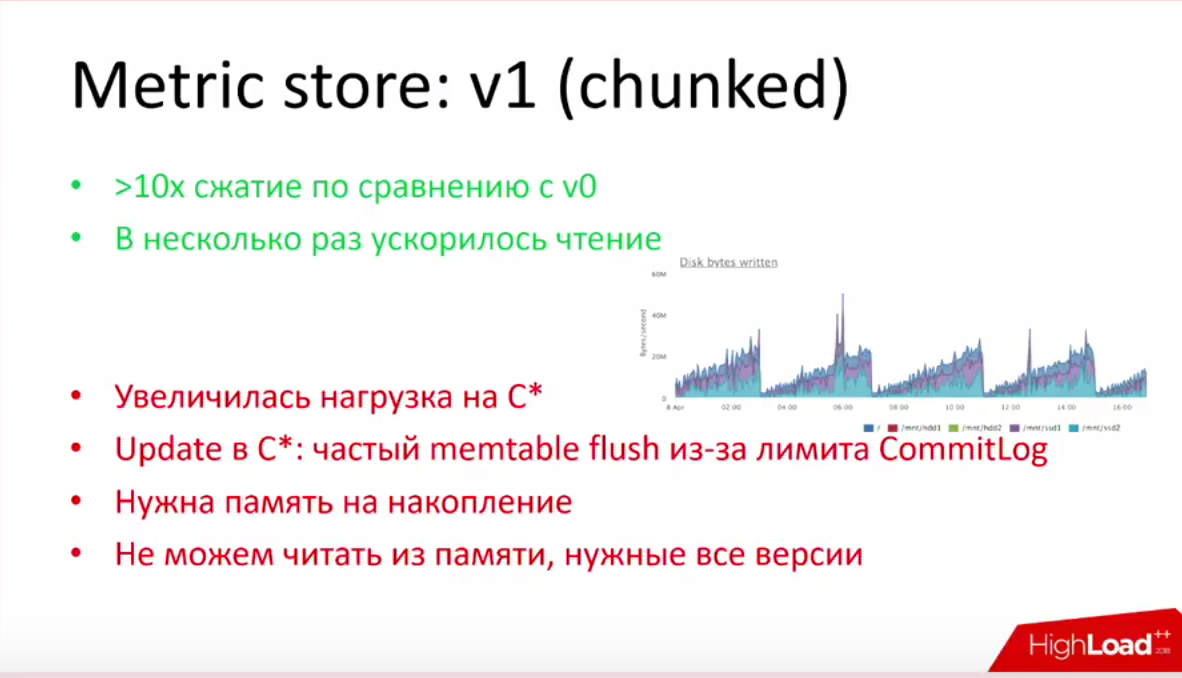 Metric store: v1 (chunked)
• >10x сжатие по сравнению с v0
• В несколько раз ускорилось чтение
Disk bytes written
60M
40M
20M
0
Bytes/second
8 Apr 02:00 04:00 06:00 08:00 10:00 12:00 14:00 16:00
/ /mnt/hdd1 /mnt/hdd2 /mnt/ssd1 /mnt/ssd2
• Увеличилась нагрузка на C*
• Update в C*: частый memtable flush из-за лимита CommitLog
• Нужна память на накопление
• Не можем читать из памяти, нужные все версии
HighLoad++ 2018